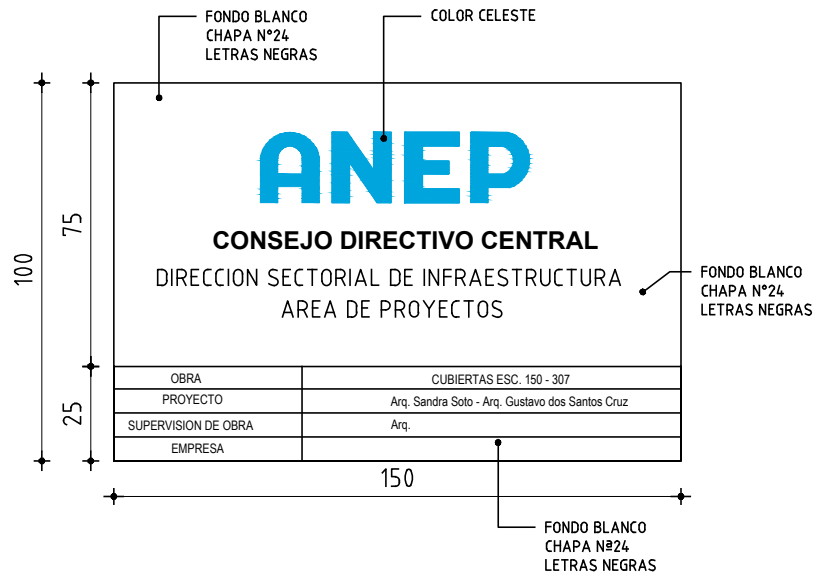 FONDO BLANCO
CHAPA N°24
LETRAS NEGRAS
COLOR CELESTE
ANEP
CONSEJO DIRECTIVO CENTRAL
DIRECCION SECTORIAL DE INFRAESTRUCTURA
AREA DE PROYECTOS
75
100
FONDO BLANCO
CHAPA N°24
LETRAS NEGRAS
OBRA CUBIERTAS ESC. 150 - 307
PROYECTO Arq. Sandra Soto - Arq. Gustavo dos Santos Cruz
SUPERVISION DE OBRA Arq.
EMPRESA
25
150
FONDO BLANCO
CHAPA Nª24
LETRAS NEGRAS